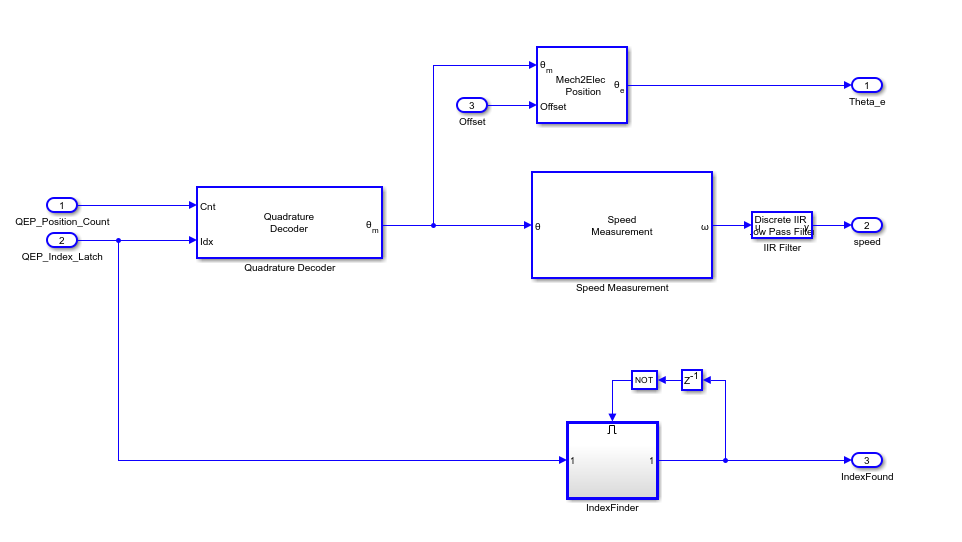 θm
Mech2Elec
Position
θe
Offset
3
Offset
1
Theta_e
1
QEP_Position_Count
2
QEP_Index_Latch
Cnt
Idx
Quadrature
Decoder
θm
Quadrature Decoder
θ
Speed
Measurement
ω
Speed Measurement
Discrete IIR
Low Pass Filter
u
y
IIR Filter
2
speed
NOT
Z-1
1
1
IndexFinder
3
IndexFound